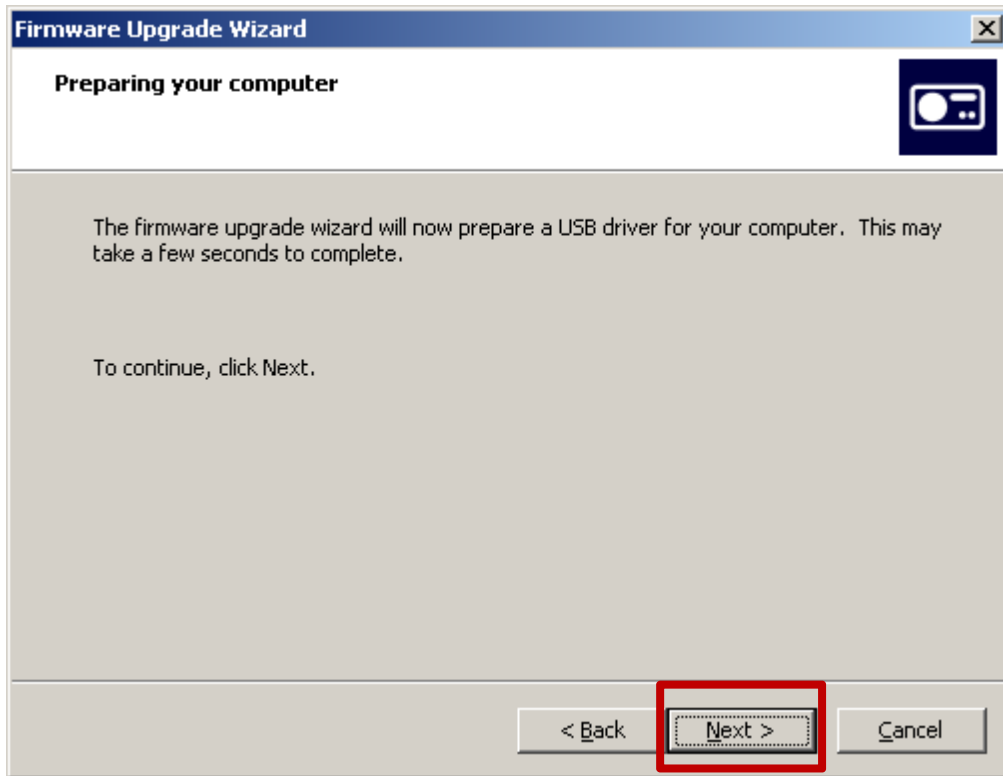 Firmware Upgrade Wizard
Preparing your computer
The firmware upgrade wizard will now prepare a USB driver for your computer.  This may
take a few seconds to complete.
To continue, click Next.
< Back
Next >
Cancel